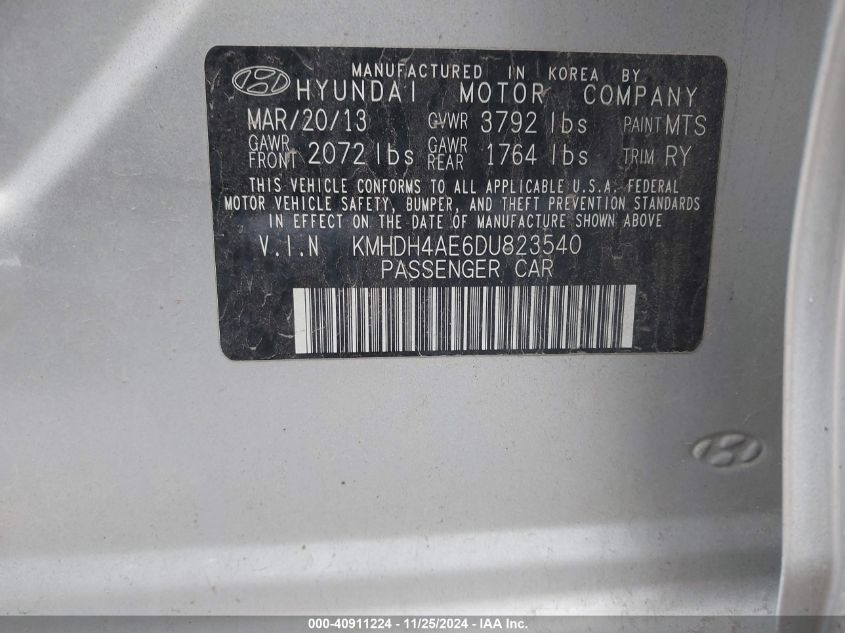 MANUFACTURED IN KOREA BY
HYUNDAI MOTOR COMPANY
MAR/20/13 GVWR 3792 lbs PAINT MTS
GAWR FRONT 2072 lbs GAWR REAR 1764 lbs TRIM RY
THIS VEHICLE CONFORMS TO ALL APPLICABLE U.S.A. FEDERAL
MOTOR VEHICLE SAFETY, BUMPER, AND THEFT PREVENTION STANDARDS
IN EFFECT ON THE DATE OF MANUFACTURE SHOWN ABOVE
V.I.N KMHDH4AE6DU823540
PASSENGER CAR
000-40911224 - 11/25/2024 - IAA Inc.